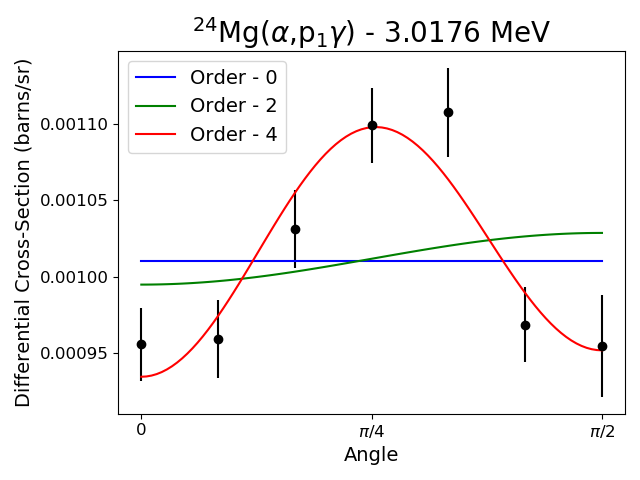 ²⁴Mg(α,p₁γ) - 3.0176 MeV
Order - 0
Order - 2
Order - 4
Differential Cross-Section (barns/sr)
0.00110
0.00105
0.00100
0.00095
0
π/4
π/2
Angle